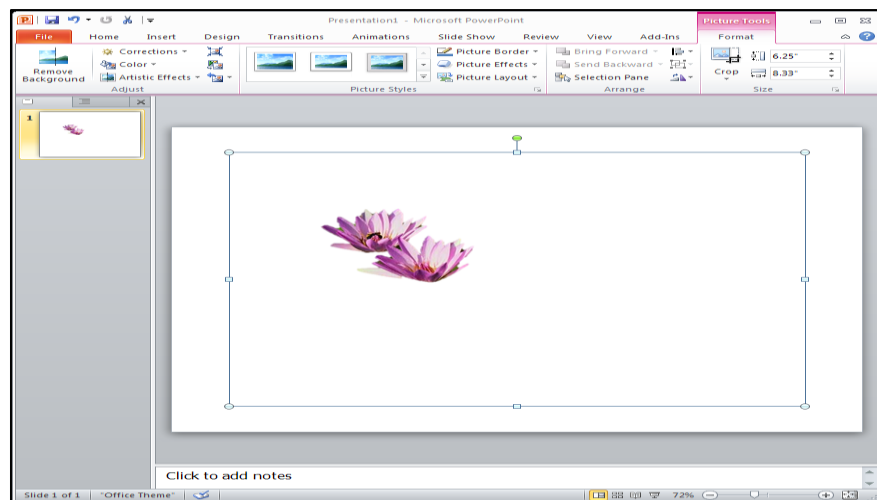 Presentation1 - Microsoft PowerPoint
Picture Tools
File Home Insert Design Transitions Animations Slide Show Review View Add-Ins Format
Remove Background
Corrections
Color
Artistic Effects
Adjust
Picture Styles
Picture Border
Picture Effects
Picture Layout
Bring Forward
Send Backward
Selection Pane
Arrange
Crop
6.25"
8.33"
Size
1
Click to add notes
Slide 1 of 1 "Office Theme" 72%